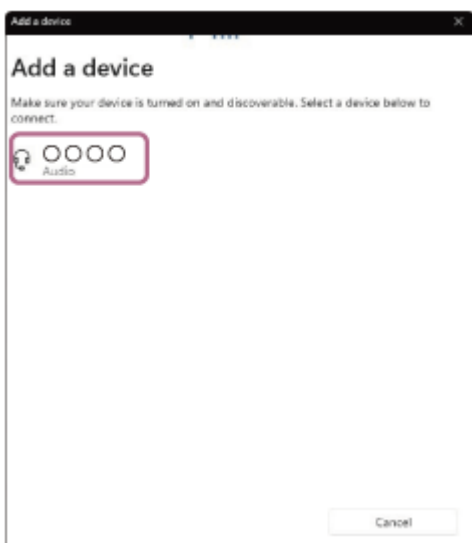 Add a device
Add a device
Make sure your device is turned on and discoverable. Select a device below to
connect.
○○○○
Audio
Cancel